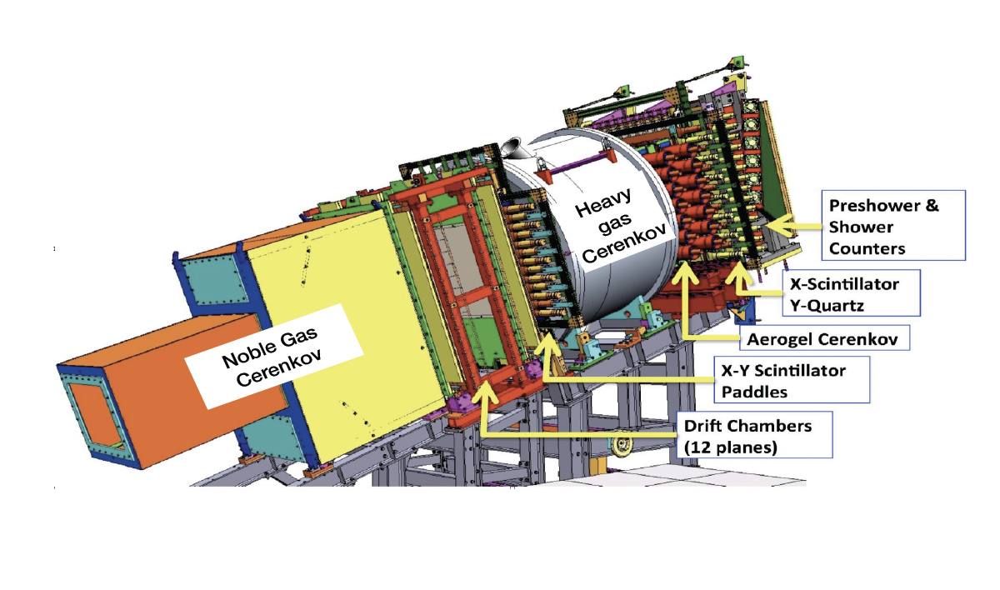 Heavy
gas
Cerenkov
Preshower &
Shower
Counters
X-Scintillator
Y-Quartz
Noble Gas
Cerenkov
Aerogel Cerenkov
X-Y Scintillator
Paddles
Drift Chambers
(12 planes)